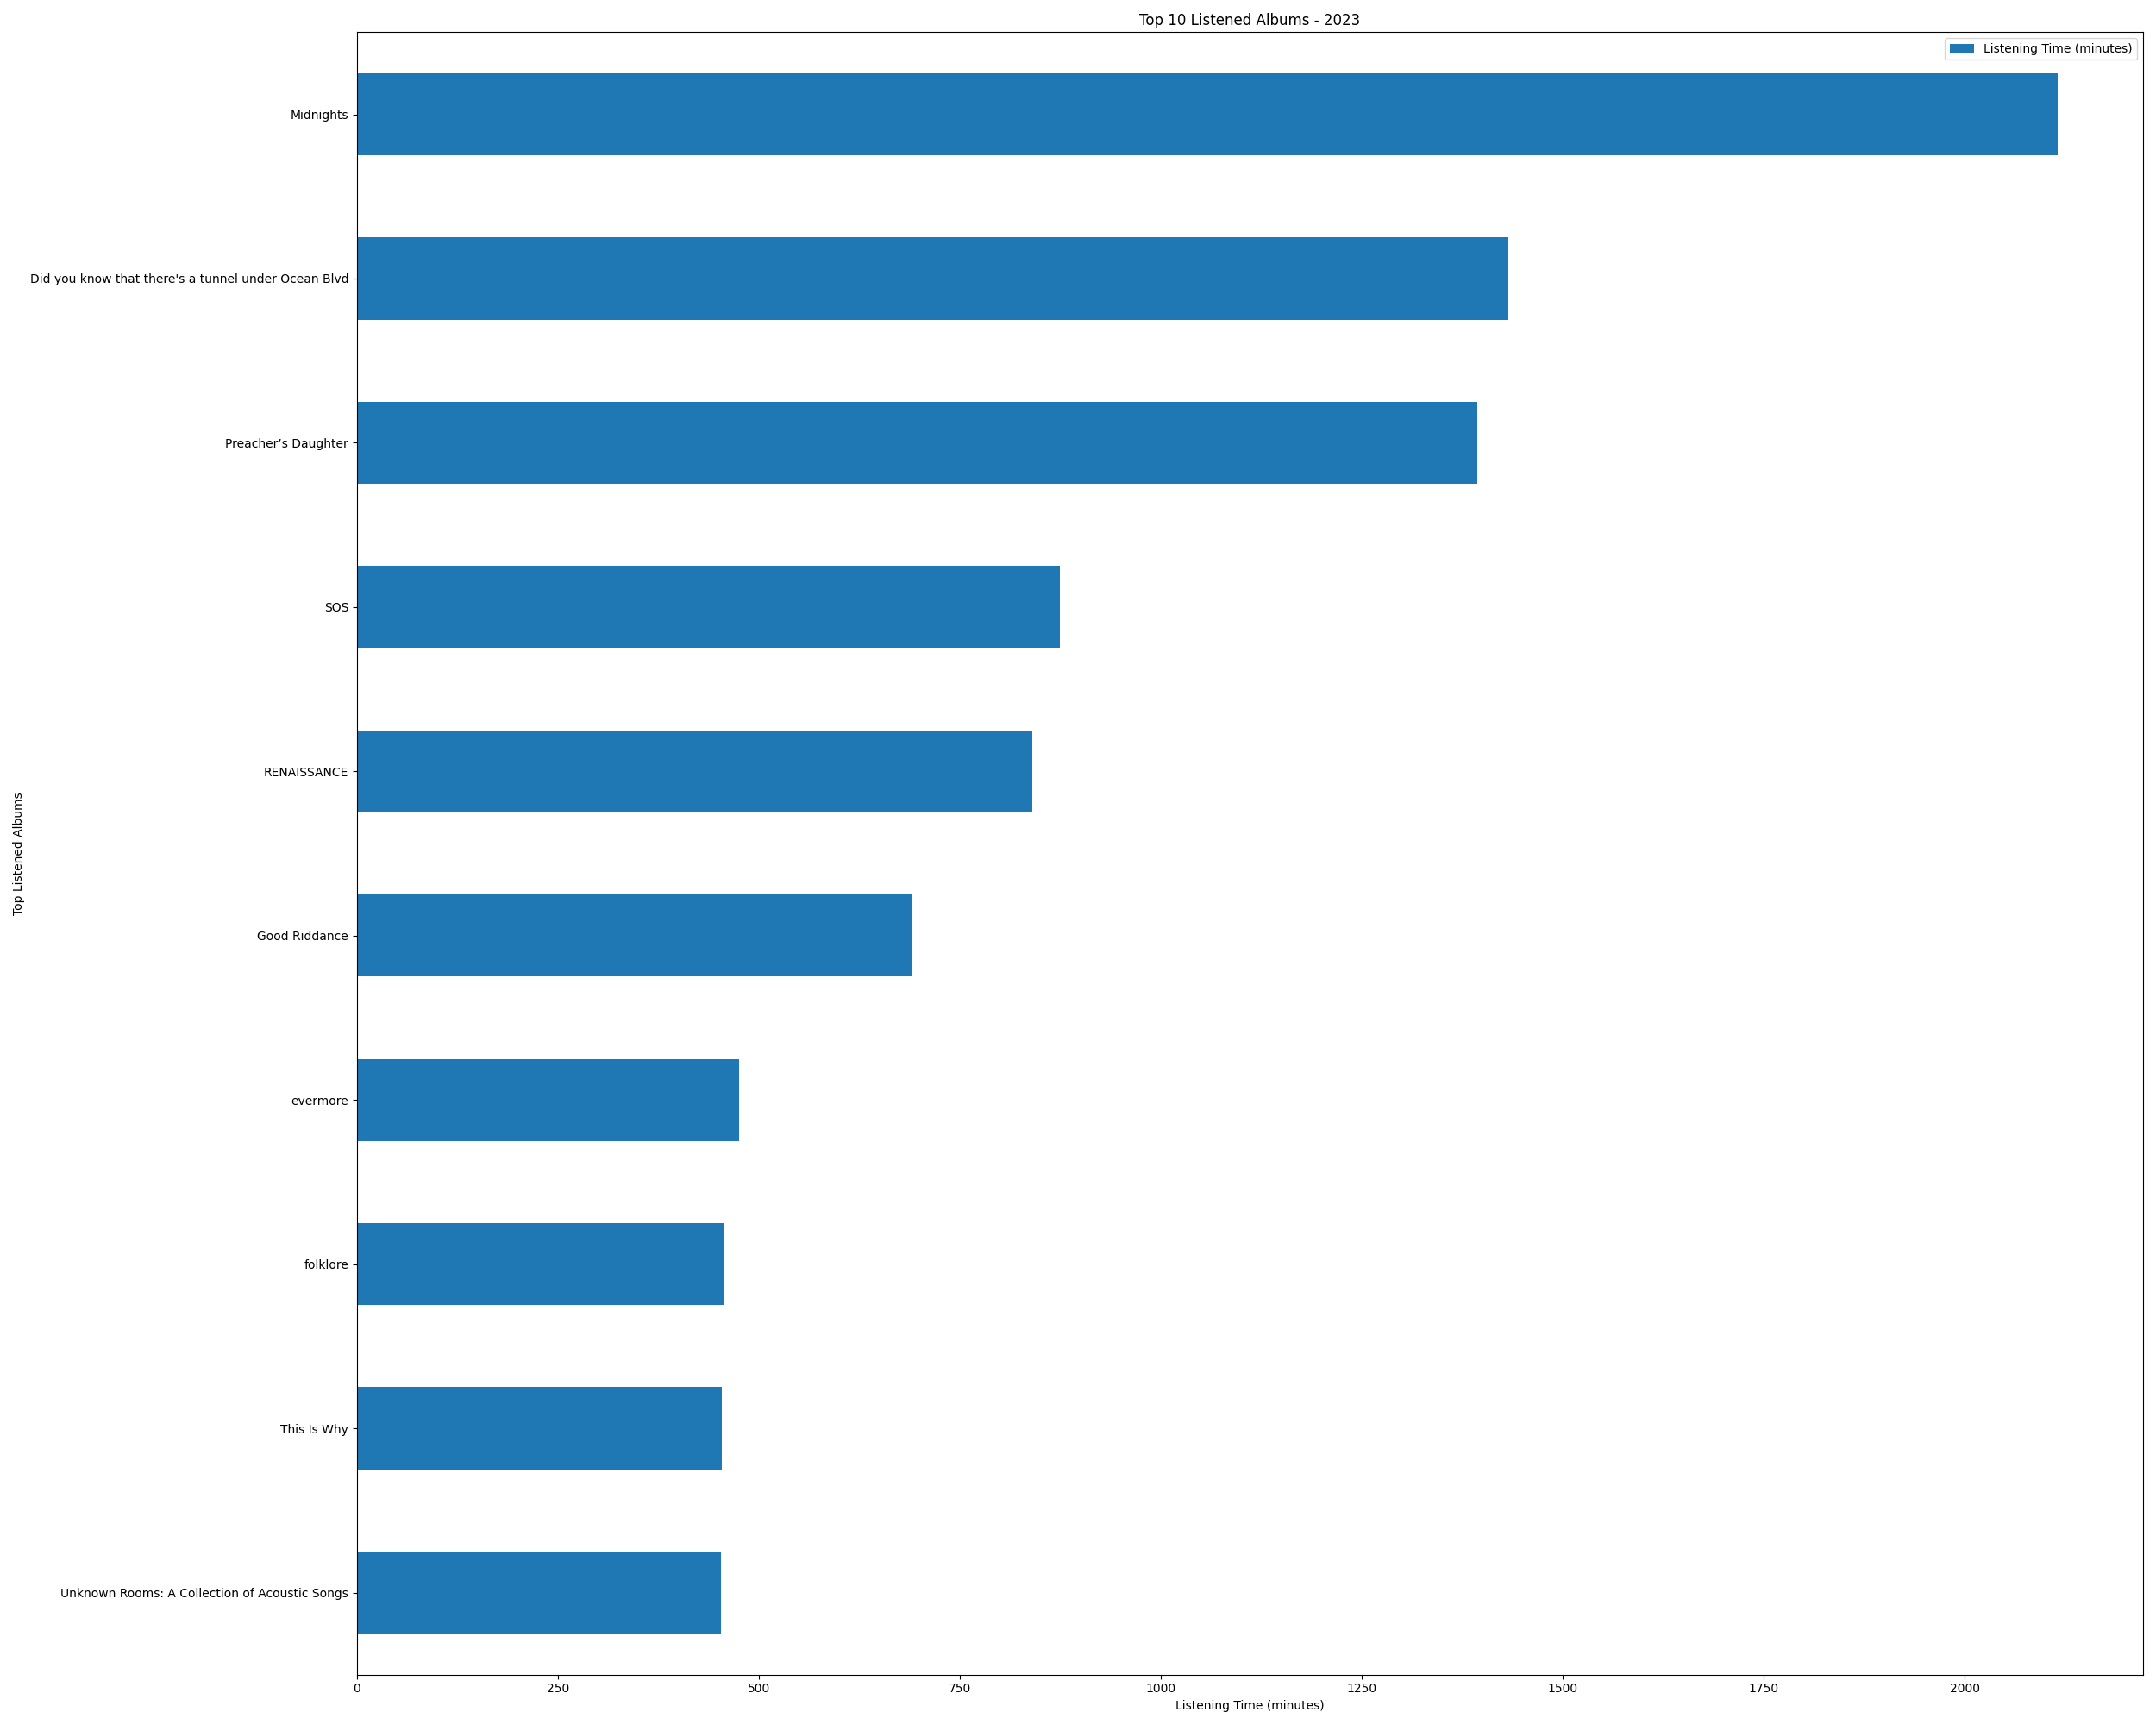 Top 10 Listened Albums - 2023
Listening Time (minutes)
Midnights
Did you know that there's a tunnel under Ocean Blvd
Preacher’s Daughter
SOS
RENAISSANCE
Good Riddance
evermore
folklore
This Is Why
Unknown Rooms: A Collection of Acoustic Songs
Top Listened Albums
0 250 500 750 1000 1250 1500 1750 2000
Listening Time (minutes)